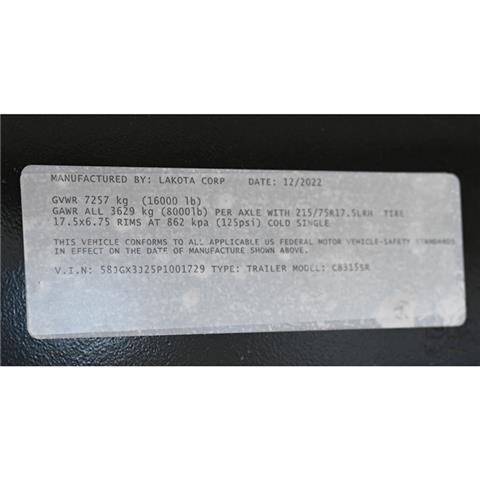 MANUFACTURED BY: LAKOTA CORP DATE: 12/2022
GVWR 7257 kg (16000 lb)
GAWR ALL 3629 kg (8000lb) PER AXLE WITH 215/75R17.5LRH TIRE
17.5x6.75 RIMS AT 862 kpa (125psi) COLD SINGLE
THIS VEHICLE CONFORMS TO ALL APPLICABLE US FEDERAL MOTOR VEHICLE-SAFETY STANDARDS
IN EFFECT ON THE DATE OF MANUFACTURE SHOWN ABOVE.
V.I.N: 58JGX3J25P1001729 TYPE: TRAILER MODEL: C8315SR